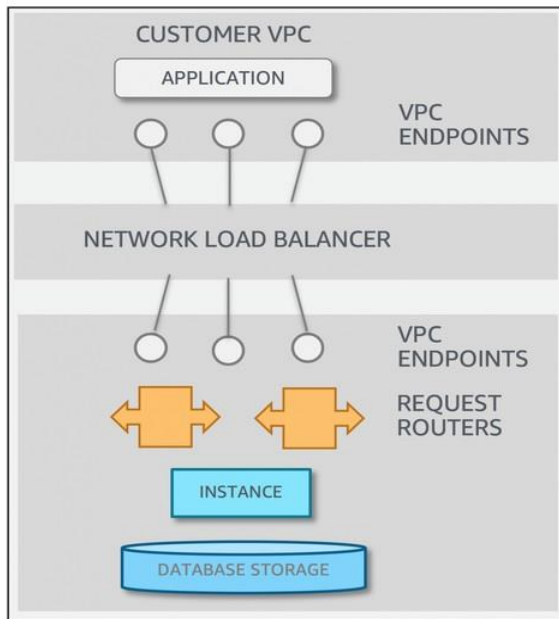 CUSTOMER VPC
APPLICATION
VPC
ENDPOINTS
NETWORK LOAD BALANCER
VPC
ENDPOINTS
REQUEST
ROUTERS
INSTANCE
DATABASE STORAGE